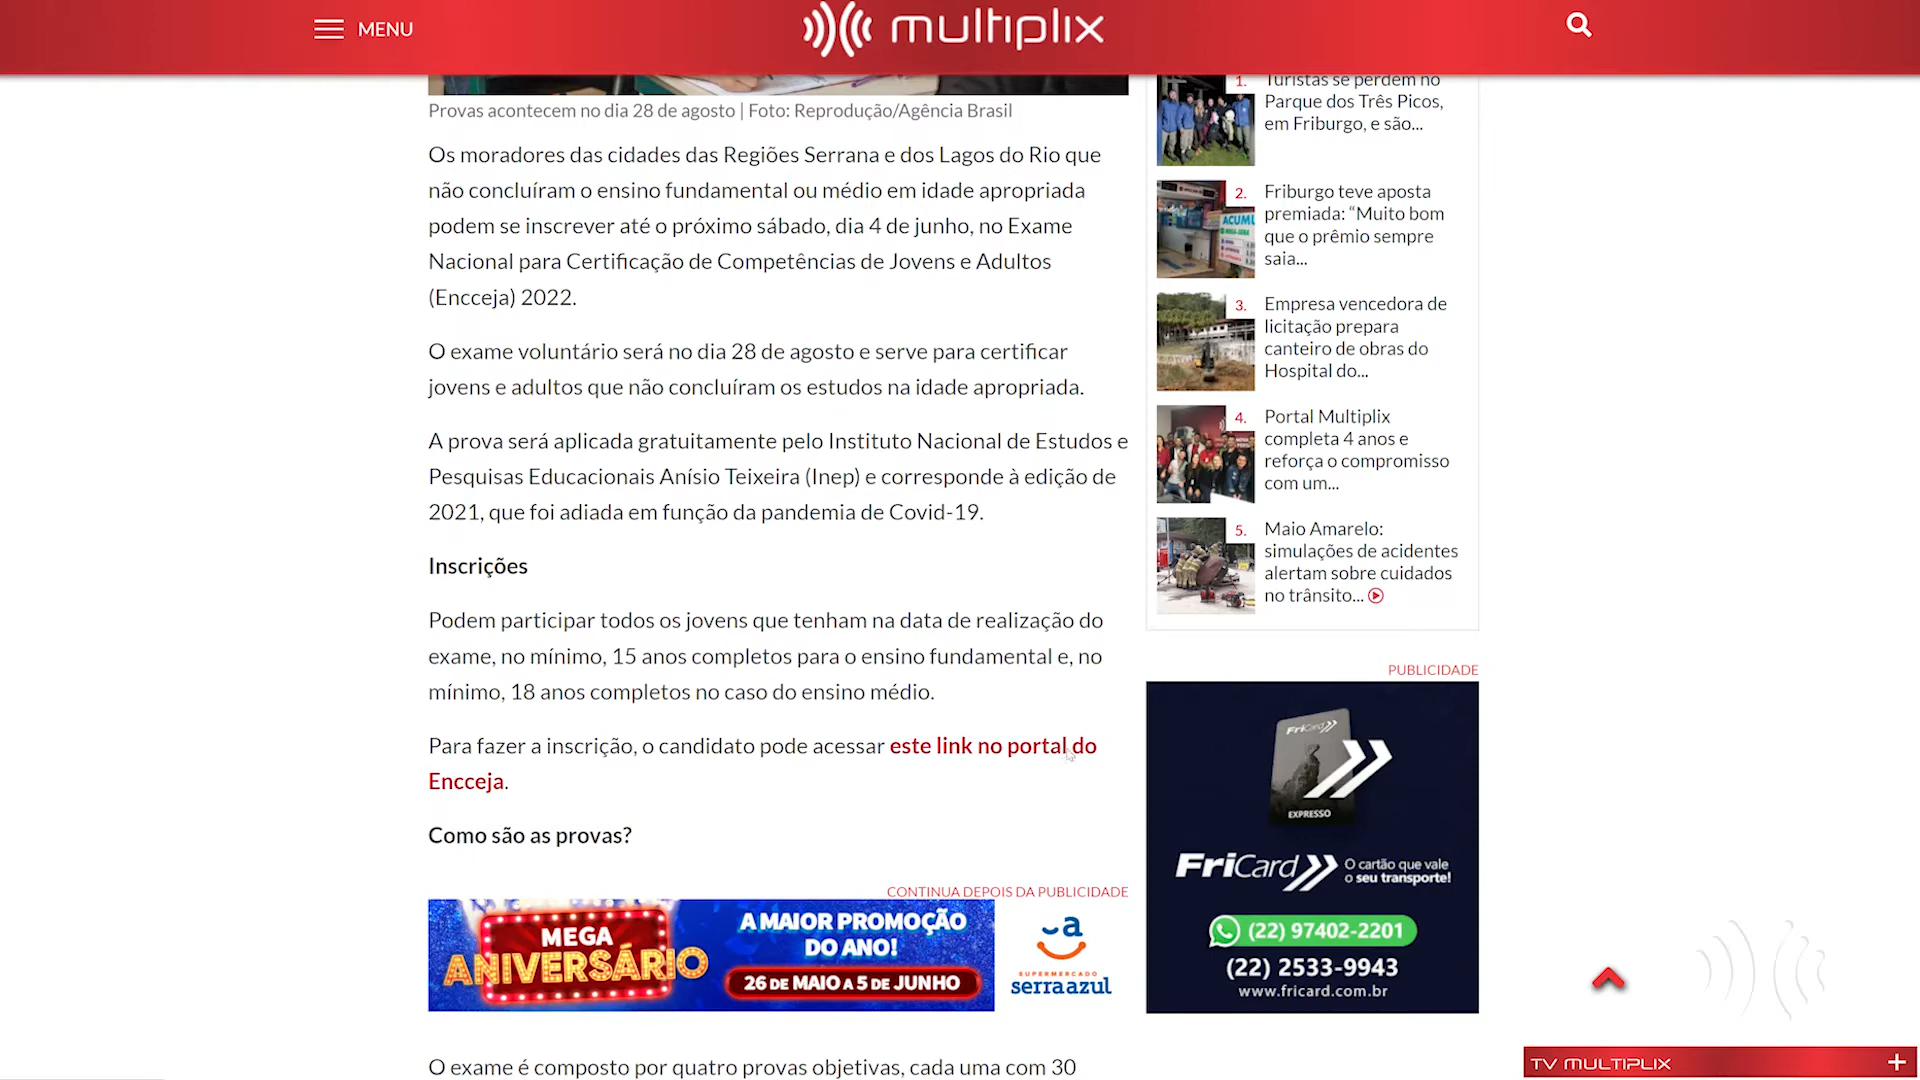 MENU
multiplix
Provas acontecem no dia 28 de agosto | Foto: Reprodução/Agência Brasil
Os moradores das cidades das Regiões Serrana e dos Lagos do Rio que
não concluíram o ensino fundamental ou médio em idade apropriada
podem se inscrever até o próximo sábado, dia 4 de junho, no Exame
Nacional para Certificação de Competências de Jovens e Adultos
(Encceja) 2022.
O exame voluntário será no dia 28 de agosto e serve para certificar
jovens e adultos que não concluíram os estudos na idade apropriada.
A prova será aplicada gratuitamente pelo Instituto Nacional de Estudos e
Pesquisas Educacionais Anísio Teixeira (Inep) e corresponde à edição de
2021, que foi adiada em função da pandemia de Covid-19.
Inscrições
Podem participar todos os jovens que tenham na data de realização do
exame, no mínimo, 15 anos completos para o ensino fundamental e, no
mínimo, 18 anos completos no caso do ensino médio.
Para fazer a inscrição, o candidato pode acessar este link no portal do
Encceja.
Como são as provas?
CONTINUA DEPOIS DA PUBLICIDADE
MEGA
ANIVERSÁRIO
A MAIOR PROMOÇÃO
DO ANO!
26 DE MAIO A 5 DE JUNHO
SUPERMERCADO
serraazul
O exame é composto por quatro provas objetivas, cada uma com 30
1. Turistas se perdem no
Parque dos Três Picos,
em Friburgo, e são...
2. Friburgo teve aposta
premiada: “Muito bom
que o prêmio sempre
saia...
ACUMU
3. Empresa vencedora de
licitação prepara
canteiro de obras do
Hospital do...
4. Portal Multiplix
completa 4 anos e
reforça o compromisso
com um...
5. Maio Amarelo:
simulações de acidentes
alertam sobre cuidados
no trânsito...
PUBLICIDADE
FriCard
EXPRESSO
FriCard
O cartão que vale
o seu transporte!
(22) 97402-2201
(22) 2533-9943
www.fricard.com.br
TV MULTIPLIX +